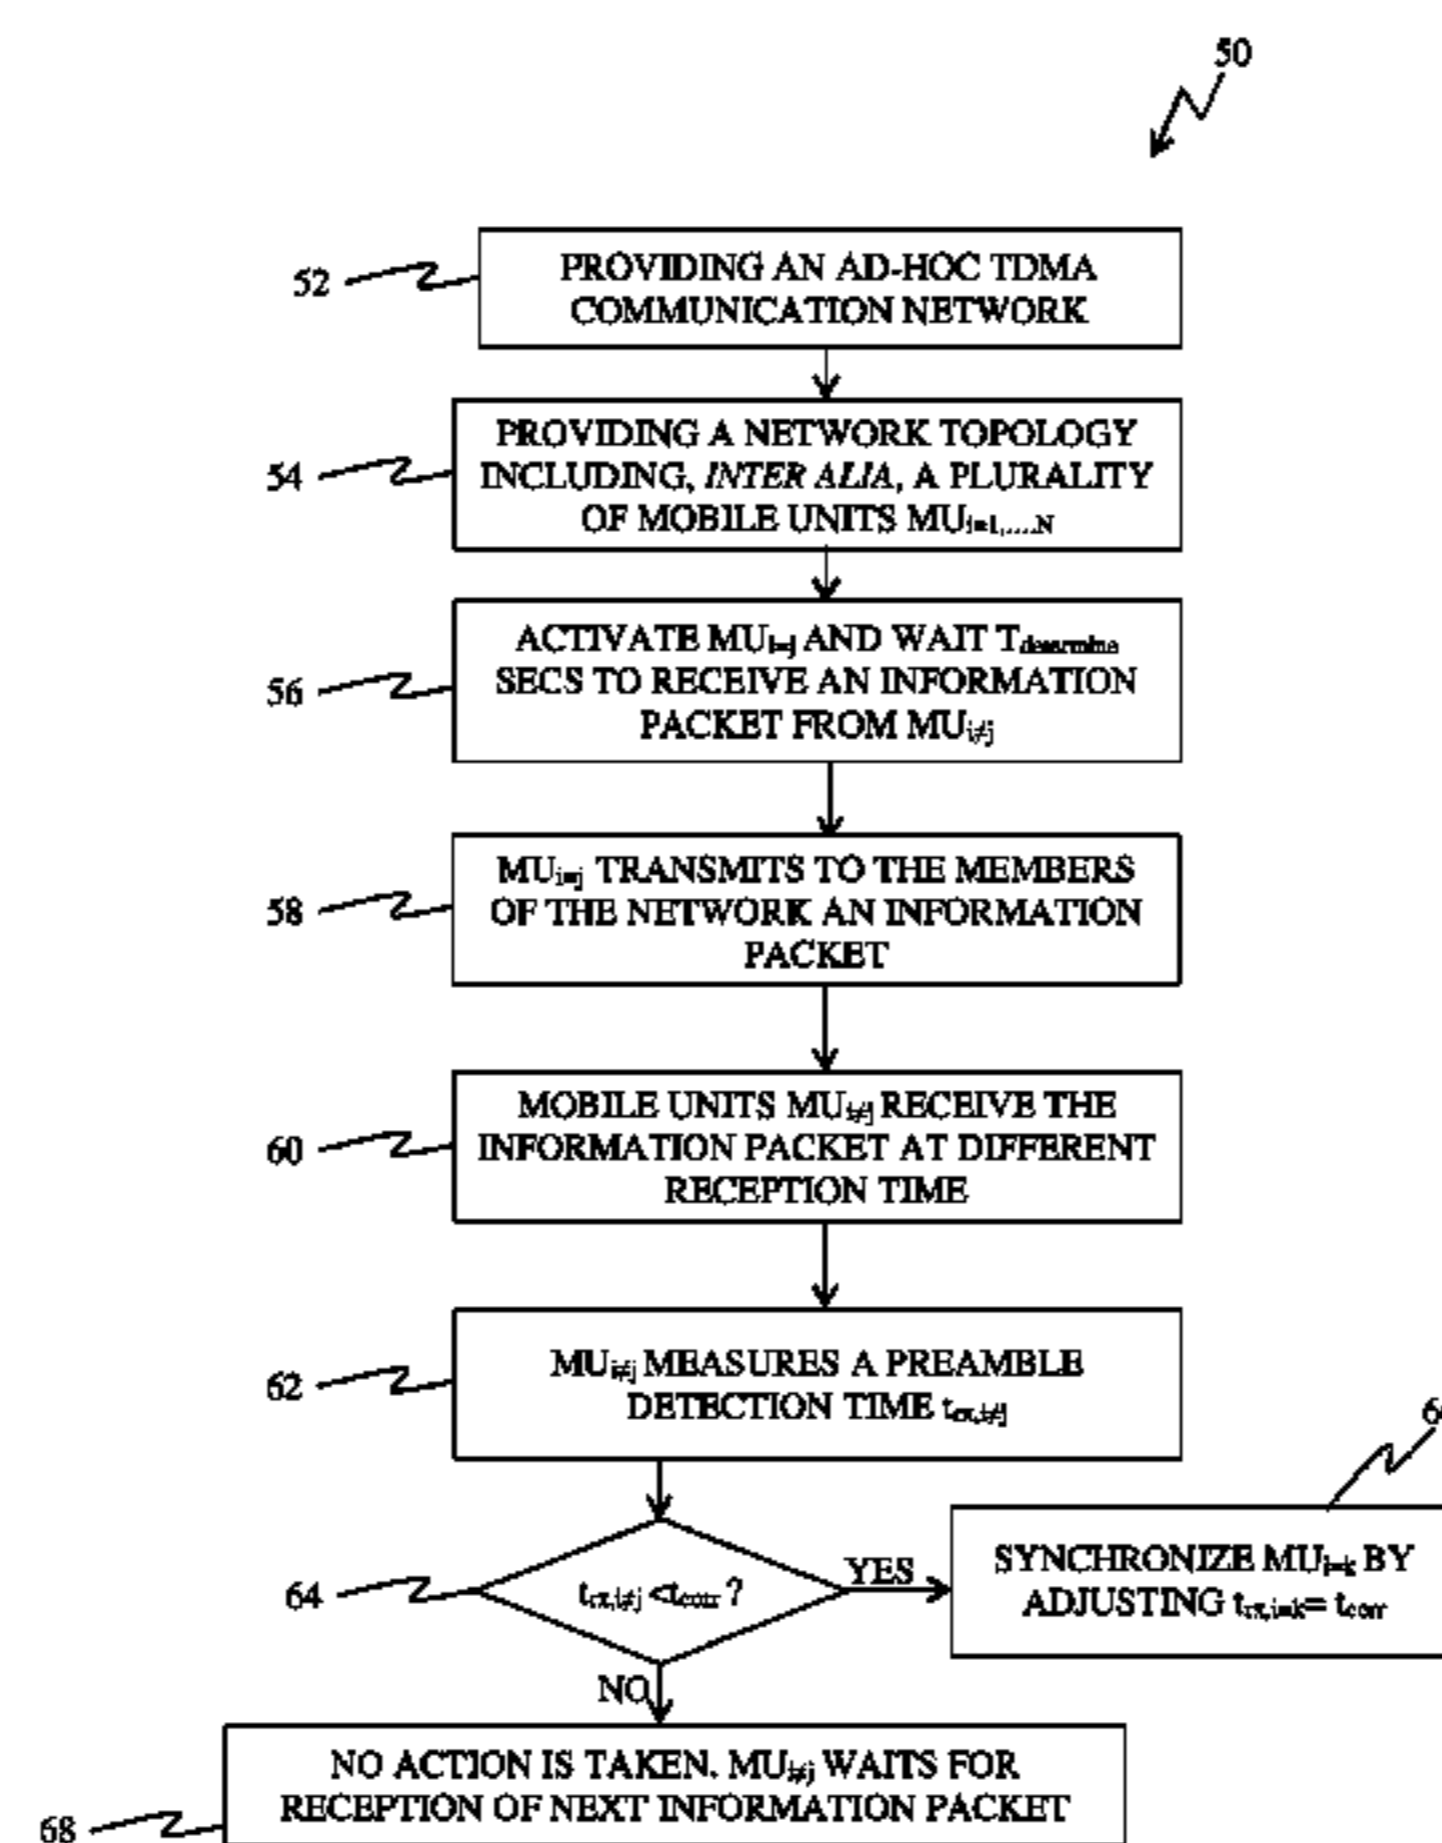 50
52
PROVIDING AN AD-HOC TDMA
COMMUNICATION NETWORK
54
PROVIDING A NETWORK TOPOLOGY
INCLUDING, INTER ALIA, A PLURALITY
OF MOBILE UNITS MUi=1,....N
56
ACTIVATE MUi=j AND WAIT Tdetermine
SECS TO RECEIVE AN INFORMATION
PACKET FROM MUi≠j
58
MUi=j TRANSMITS TO THE MEMBERS
OF THE NETWORK AN INFORMATION
PACKET
60
MOBILE UNITS MUi≠j RECEIVE THE
INFORMATION PACKET AT DIFFERENT
RECEPTION TIME
62
MUi≠j MEASURES A PREAMBLE
DETECTION TIME trx,i≠j
64
trx,i≠j <tcorr ?
YES
SYNCHRONIZE MUi=k BY
ADJUSTING trx,i=k= tcorr
NO
68
NO ACTION IS TAKEN. MUi≠j WAITS FOR
RECEPTION OF NEXT INFORMATION PACKET